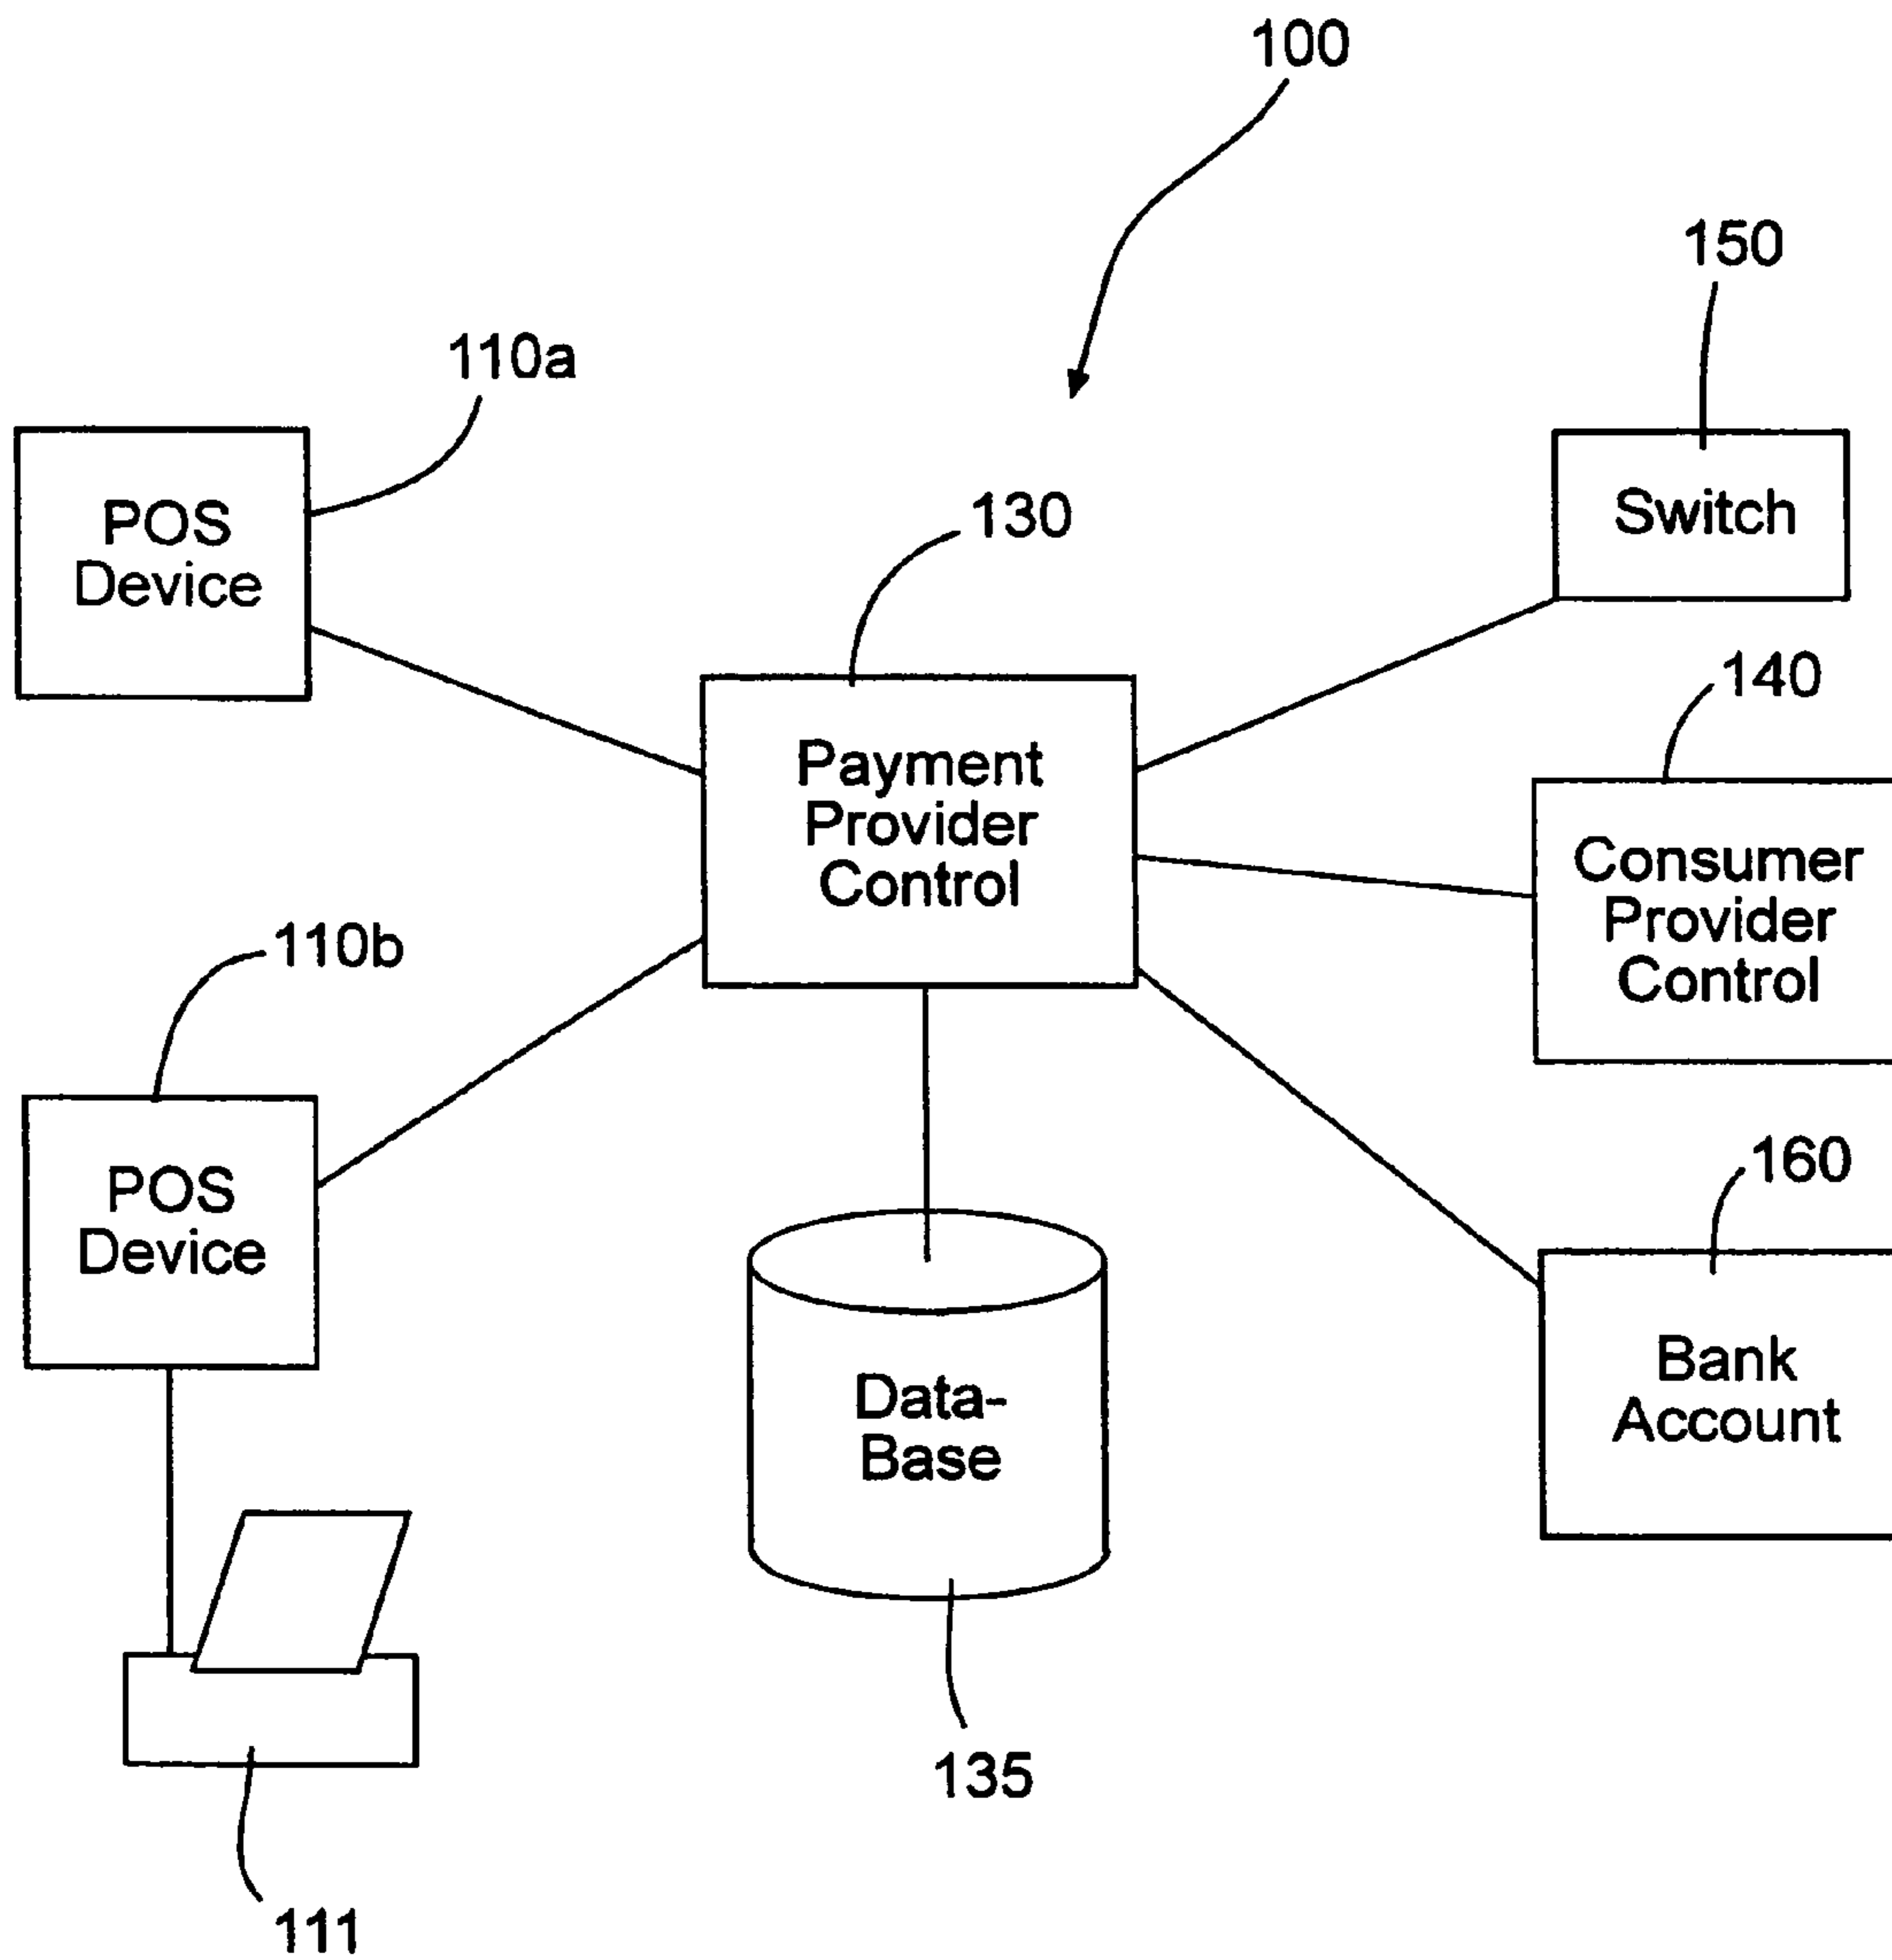 100
150
110a
POS
Device
130
Switch
140
Payment
Provider
Control
Consumer
Provider
Control
110b
160
POS
Device
Bank
Account
Data-
Base
135
111